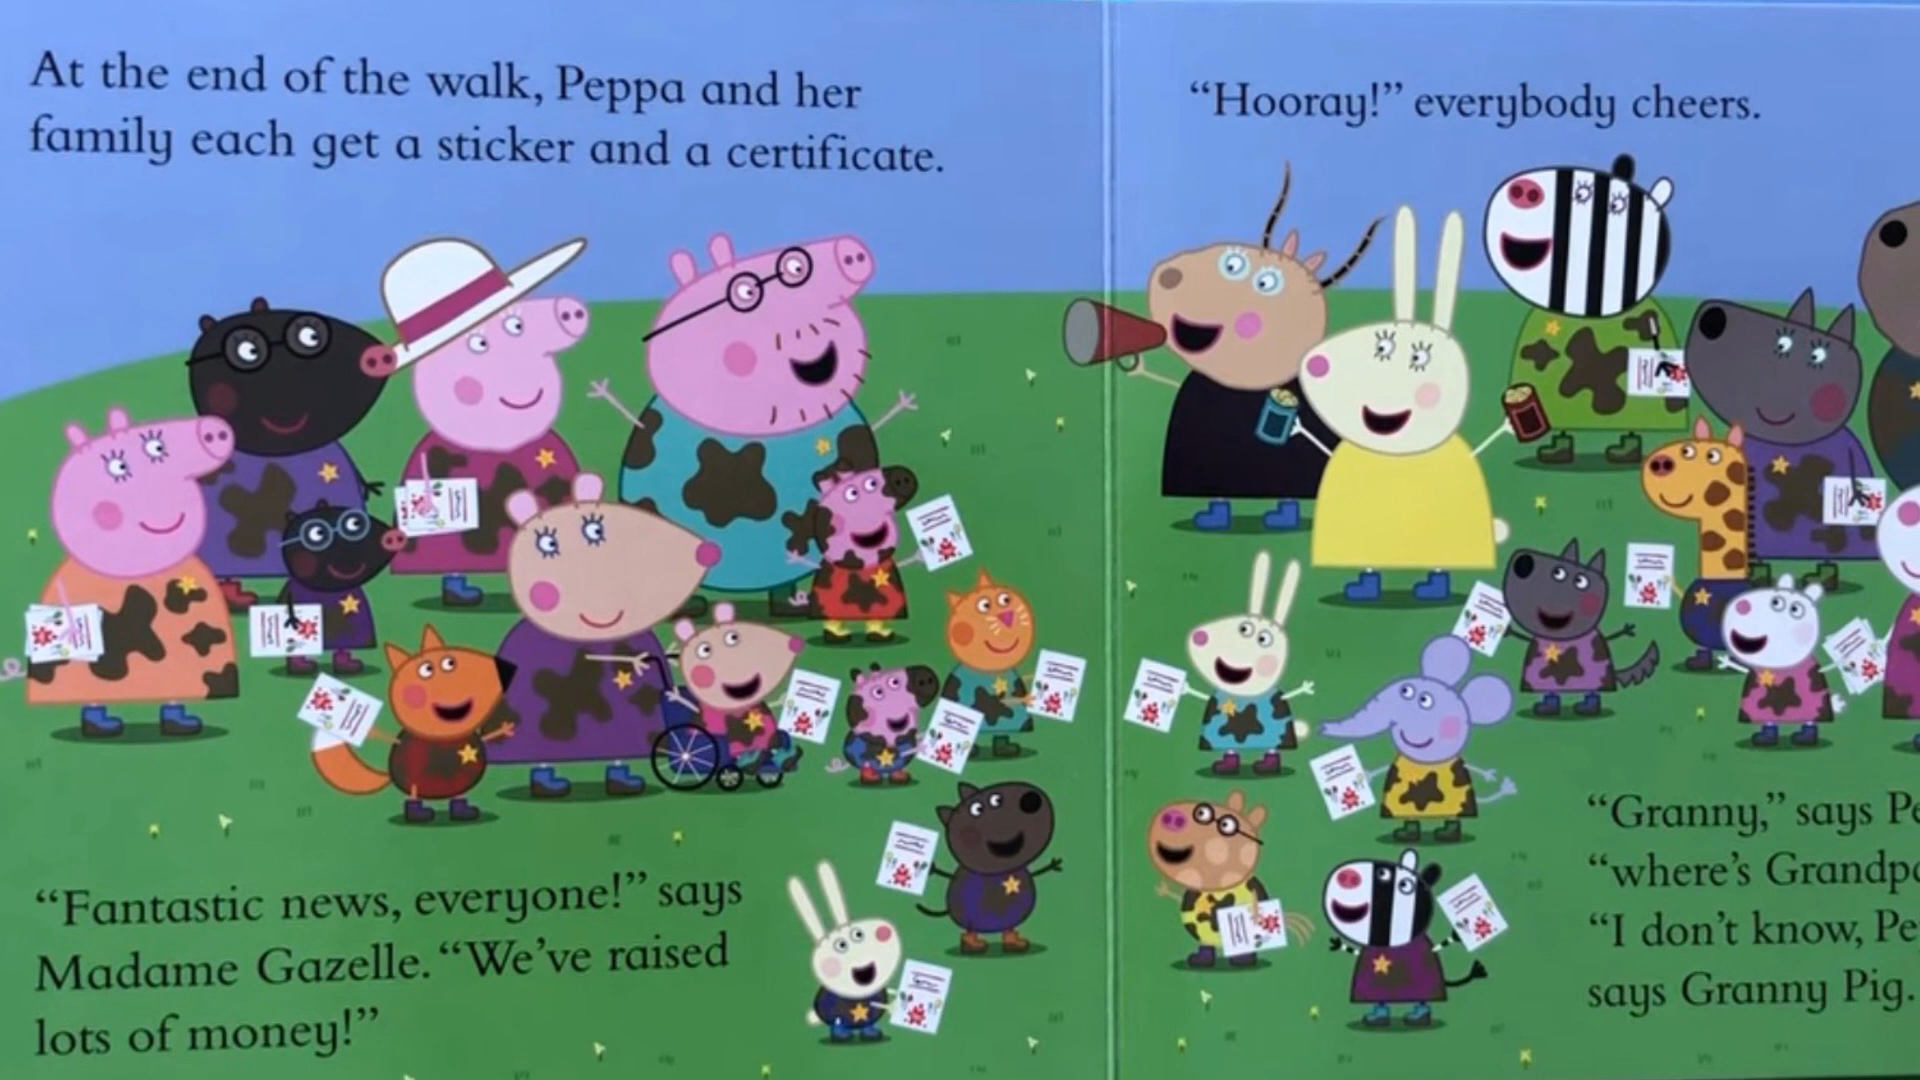 At the end of the walk, Peppa and her
family each get a sticker and a certificate.
“Fantastic news, everyone!” says
Madame Gazelle. “We’ve raised
lots of money!”
“Hooray!” everybody cheers.
“Granny,” says
“where’s
“I don’t know,
says Granny Pig.